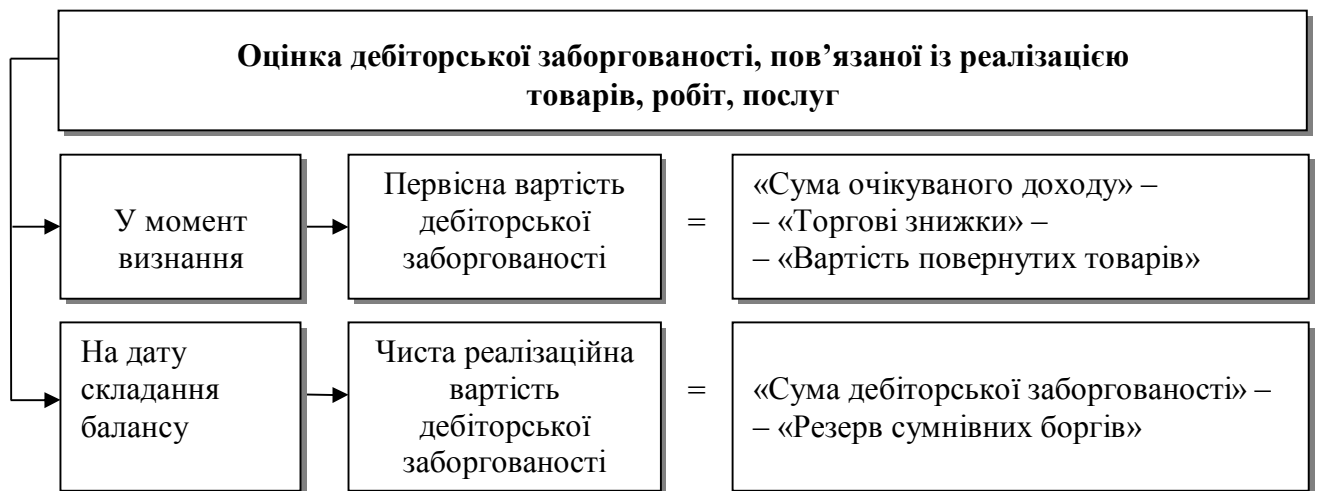 Оцінка дебіторської заборгованості, пов’язаної із реалізацією
товарів, робіт, послуг
У момент
визнання
Первісна вартість
дебіторської
заборгованості
=
«Сума очікуваного доходу» –
– «Торгові знижки» –
– «Вартість повернутих товарів»
На дату
складання
балансу
Чиста реалізаційна
вартість
дебіторської
заборгованості
=
«Сума дебіторської заборгованості» –
– «Резерв сумнівних боргів»